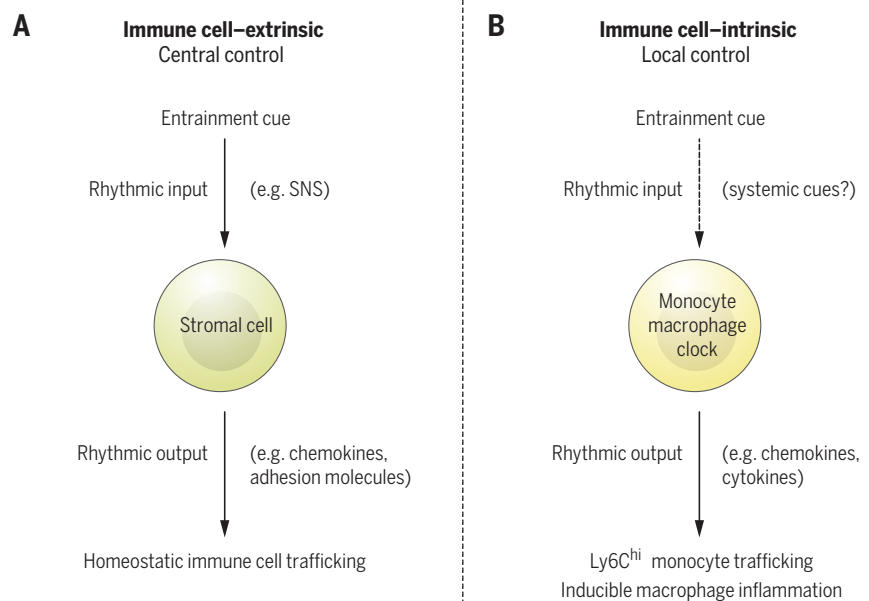 A
Immune cell–extrinsic
Central control
Entrainment cue
Rhythmic input
(e.g. SNS)
Stromal cell
Rhythmic output
(e.g. chemokines,
adhesion molecules)
Homeostatic immune cell trafficking
B
Immune cell–intrinsic
Local control
Entrainment cue
Rhythmic input
(systemic cues?)
Monocyte
macrophage
clock
Rhythmic output
(e.g. chemokines,
cytokines)
Ly6Chi monocyte trafficking
Inducible macrophage inflammation